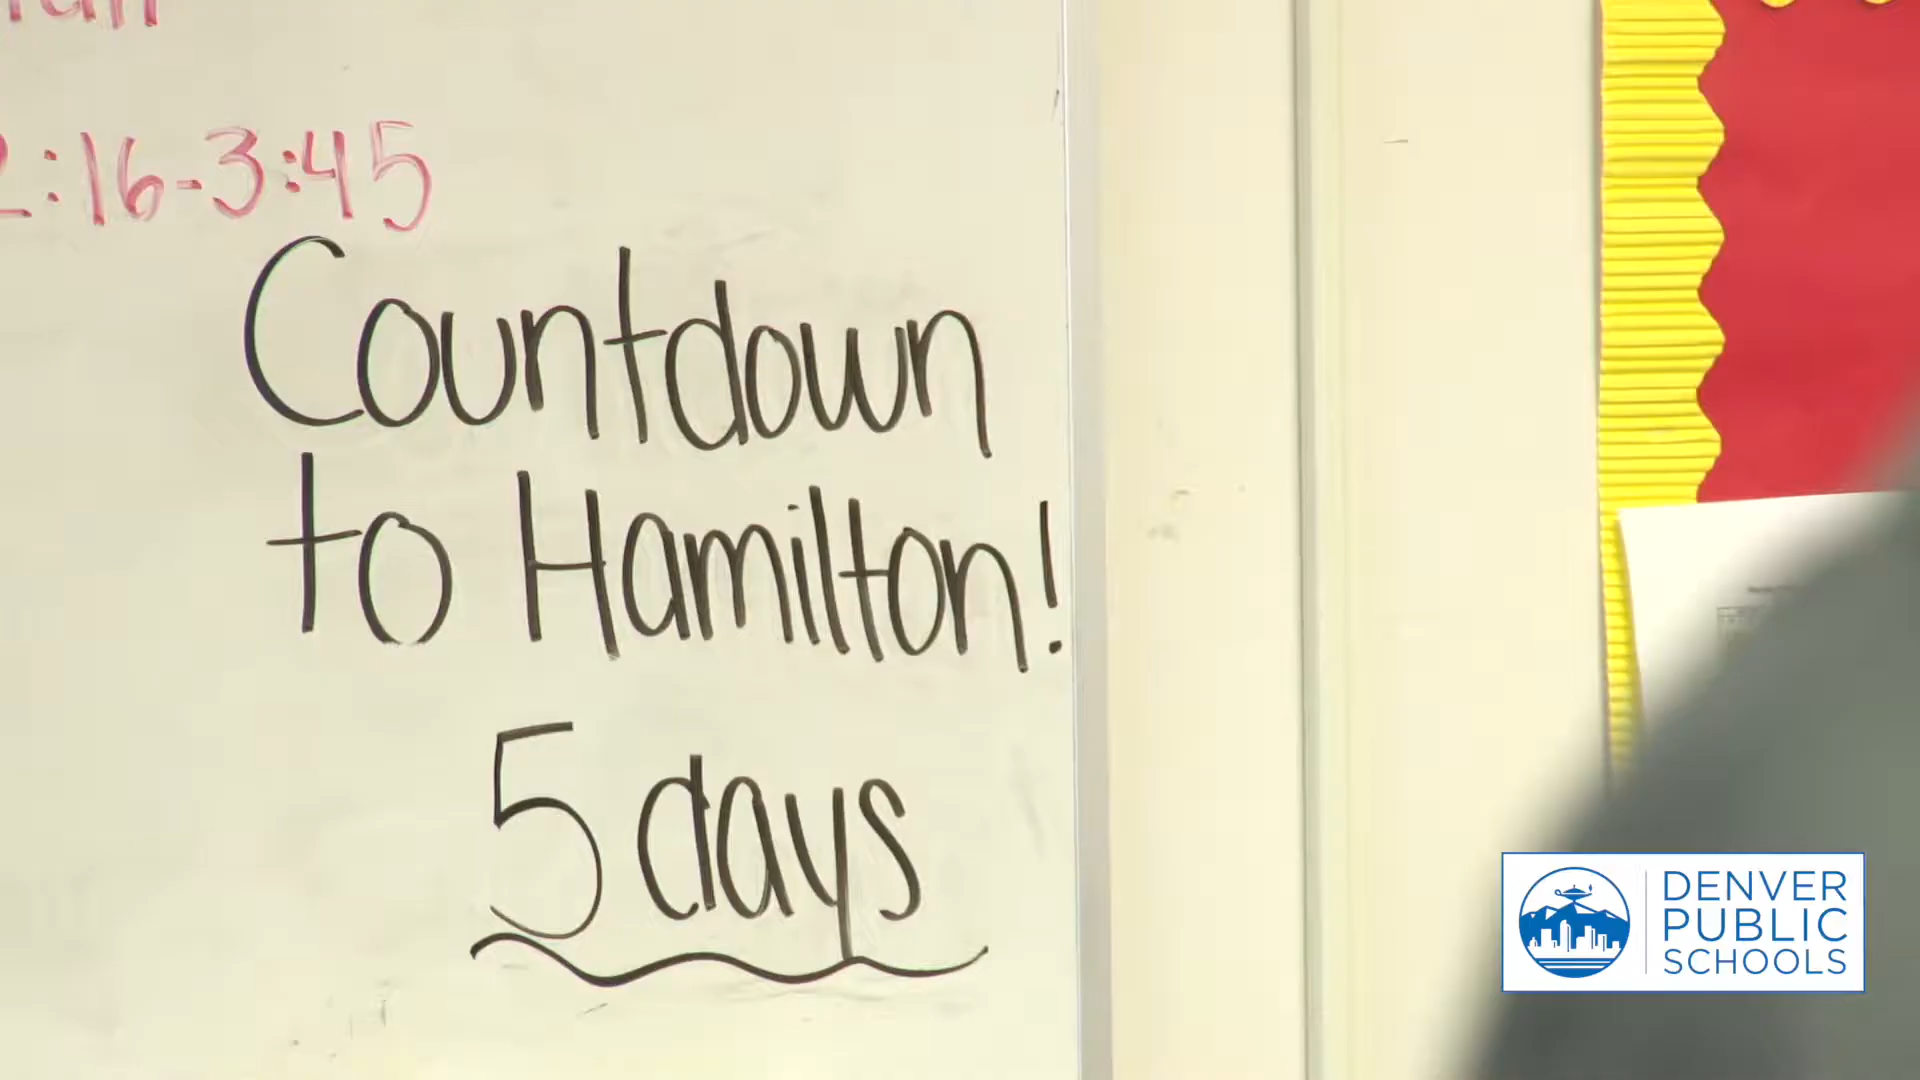 2:16-3:45
Countdown
to Hamilton!
5 days
DENVER
PUBLIC
SCHOOLS